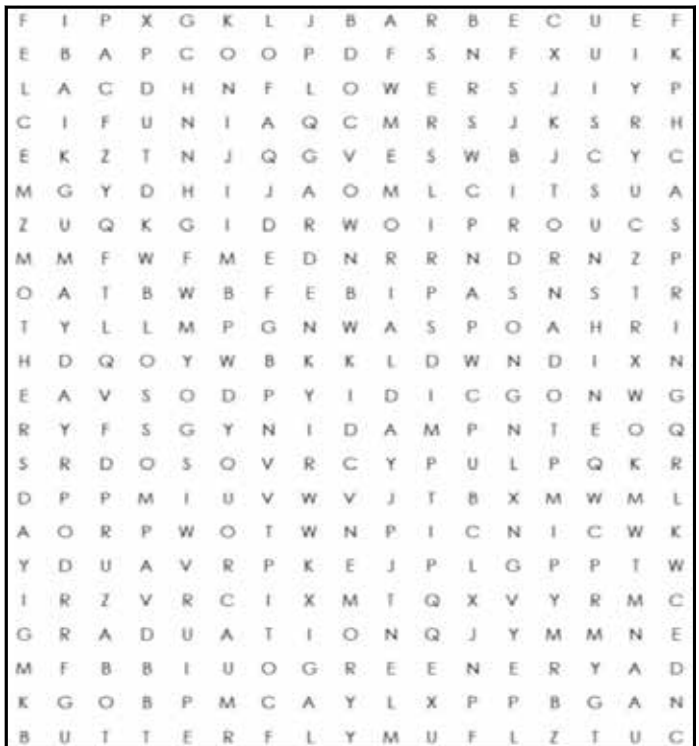 F I P X G K L J B A R B E C U E F
E B A P C O O P D F S N F X U I K
L A C D H N F L O W E R S J I Y P
C I F U N I A Q C M R S J K S R H
E K Z T N J Q G V E S W B J C Y C
M G Y D H I J A O M L C I T S U A
Z U Q K G I D R W O I P R O U C S
M M F W F M E D N R R N D R N Z P
O A T B W B F E B I P A S N S T R
T Y L L M P G N W A S P O A H R I
H D Q O Y W B K K L D W N D I X N
E A V S O D P Y I D I C G O N W G
R Y F S G Y N I D A M P N T E O Q
S R D O S O V R C Y P U L P Q K R
D P P M I U V W V J T B X M W M L
A O R P W O T W N P I C N I C W K
Y D U A V R P K E J P L G P P T W
I R Z V R C I X M T Q X V Y R M C
G R A D U A T I O N Q J Y M M N E
M F B B I U O G R E E N E R Y A D
K G O B P M C A Y L X P P B G A N
B U T T E R F L Y M U F L Z T U C